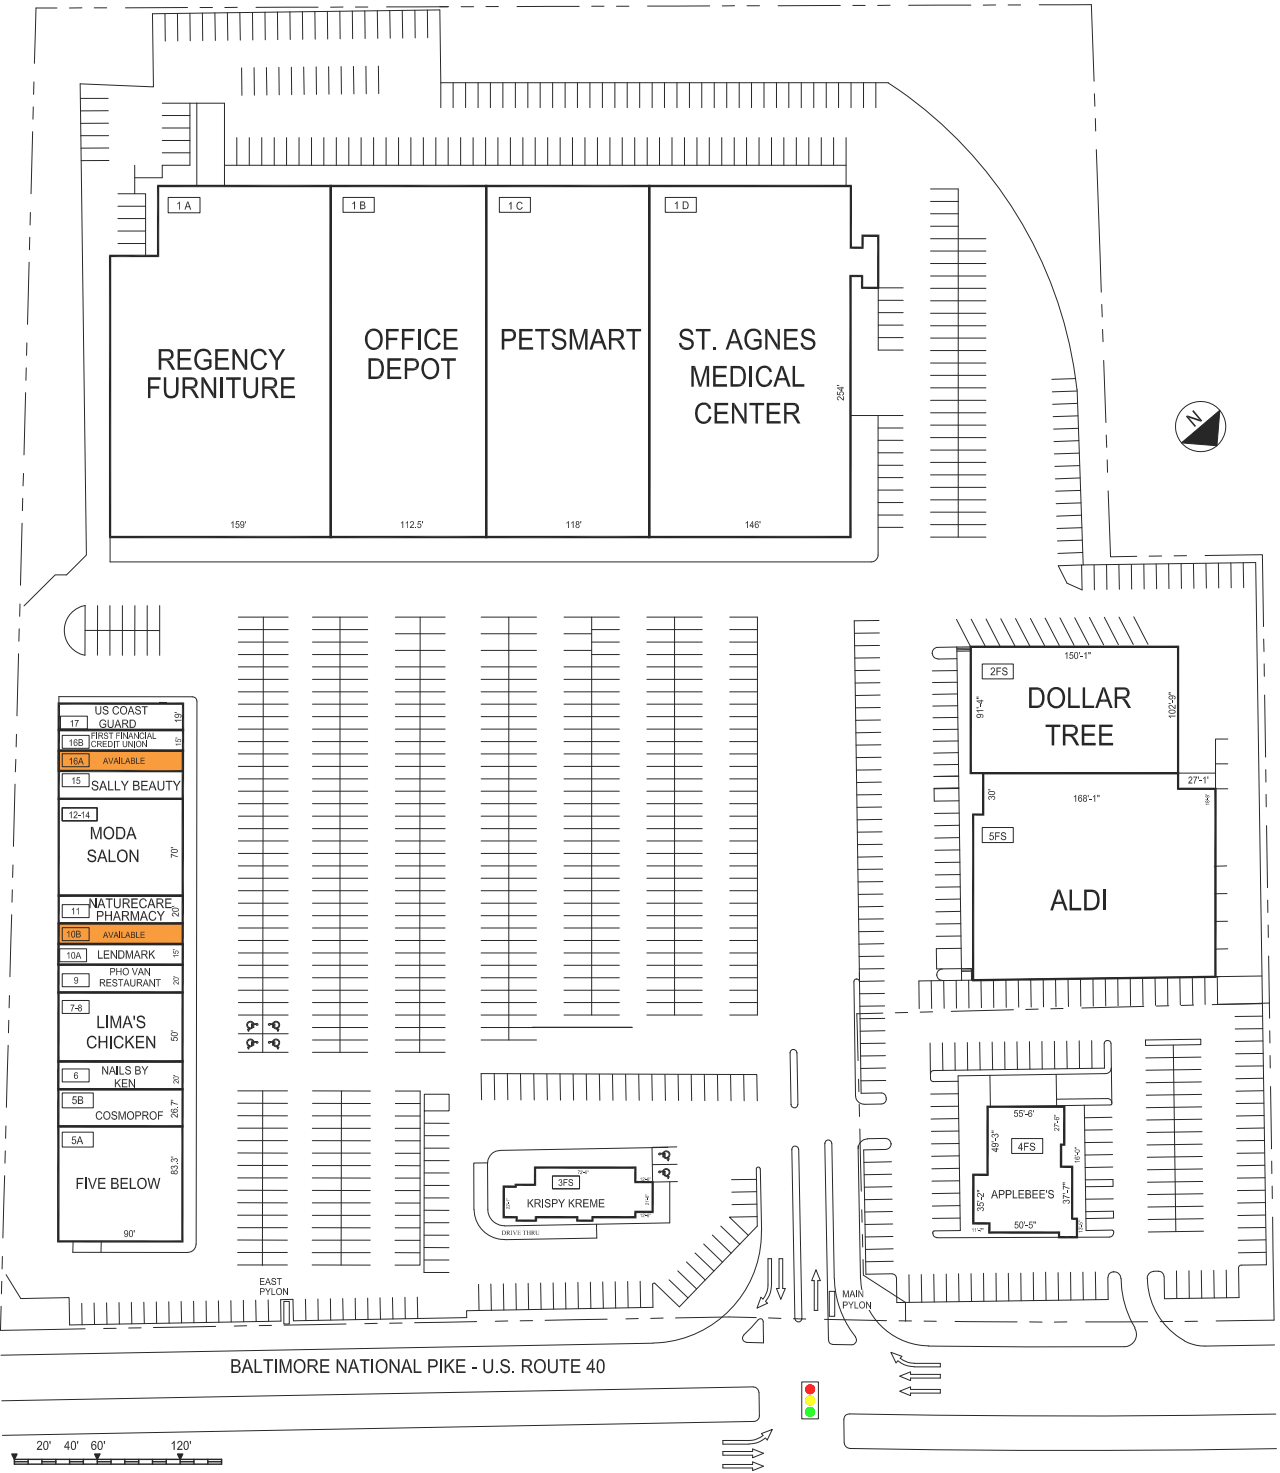 1 A
1 B
1 C
1 D
REGENCY
FURNITURE
OFFICE
DEPOT
PETSMART
ST. AGNES
MEDICAL
CENTER
254'
159'
112.5'
118'
146'
N
2FS
150'-1"
91'-4"
102'-9"
DOLLAR
TREE
27'-1'
30'
168'-1"
5FS
ALDI
17
US COAST
GUARD
19'
16B
FIRST FINANCIAL
CREDIT UNION
15'
16A
AVAILABLE
15
SALLY BEAUTY
12-14
MODA
SALON
70'
11
NATURECARE
PHARMACY
20'
10B
AVAILABLE
10A
LENDMARK
15'
9
PHO VAN
RESTAURANT
20'
7-8
LIMA'S
CHICKEN
50'
6
NAILS BY
KEN
20'
5B
COSMOPROF
26.7'
5A
FIVE BELOW
83.3'
90'
3FS
KRISPY KREME
DRIVE THRU
55'-6'
27'-6'
49'-3"
4FS
16'-0"
35'-2"
APPLEBEE'S
37'-7"
50'-5"
EAST
PYLON
MAIN
PYLON
BALTIMORE NATIONAL PIKE - U.S. ROUTE 40
20' 40' 60' 120'